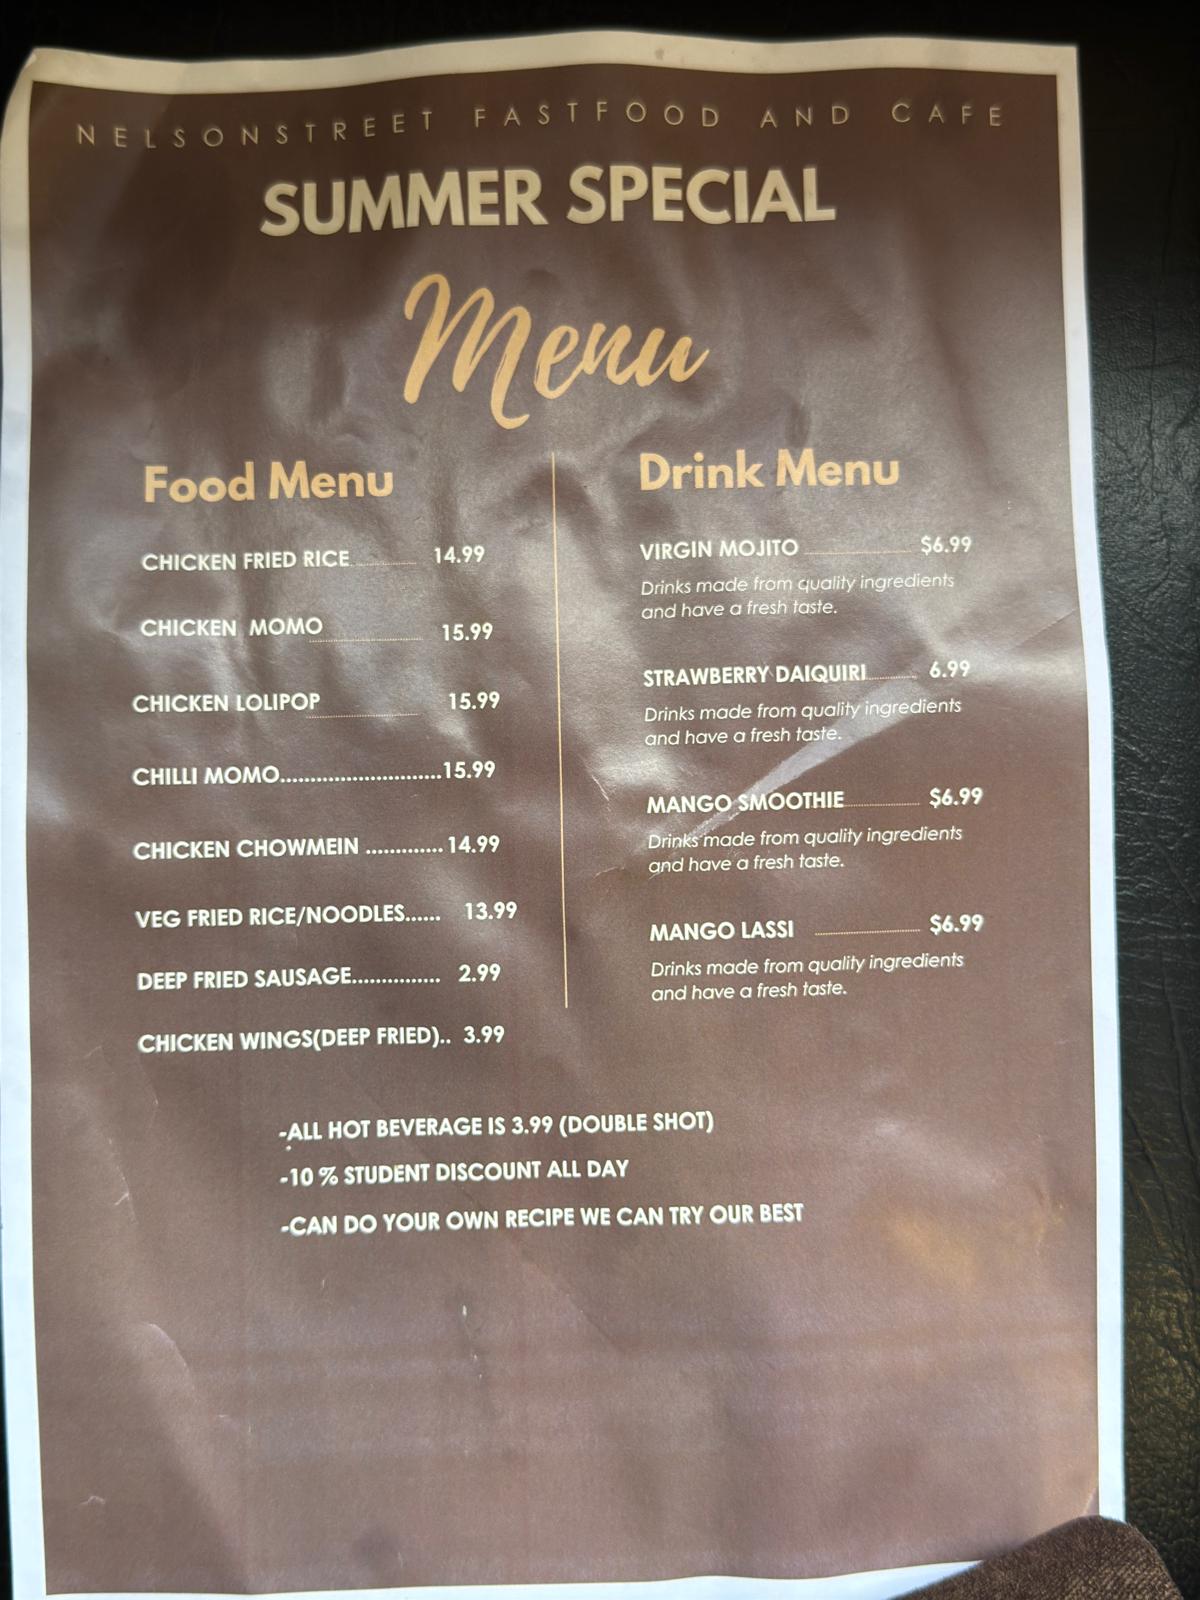 NELSONSTREET FASTFOOD AND CAFE
SUMMER SPECIAL
Menu
Food Menu
CHICKEN FRIED RICE 14.99
CHICKEN MOMO 15.99
CHICKEN LOLIPOP 15.99
CHILLI MOMO...........................15.99
CHICKEN CHOWMEIN .............14.99
VEG FRIED RICE/NOODLES...... 13.99
DEEP FRIED SAUSAGE............... 2.99
CHICKEN WINGS(DEEP FRIED).. 3.99
Drink Menu
VIRGIN MOJITO $6.99
Drinks made from quality ingredients
and have a fresh taste.
STRAWBERRY DAIQUIRI 6.99
Drinks made from quality ingredients
and have a fresh taste.
MANGO SMOOTHIE $6.99
Drinks made from quality ingredients
and have a fresh taste.
MANGO LASSI $6.99
Drinks made from quality ingredients
and have a fresh taste.
-ALL HOT BEVERAGE IS 3.99 (DOUBLE SHOT)
-10 % STUDENT DISCOUNT ALL DAY
-CAN DO YOUR OWN RECIPE WE CAN TRY OUR BEST